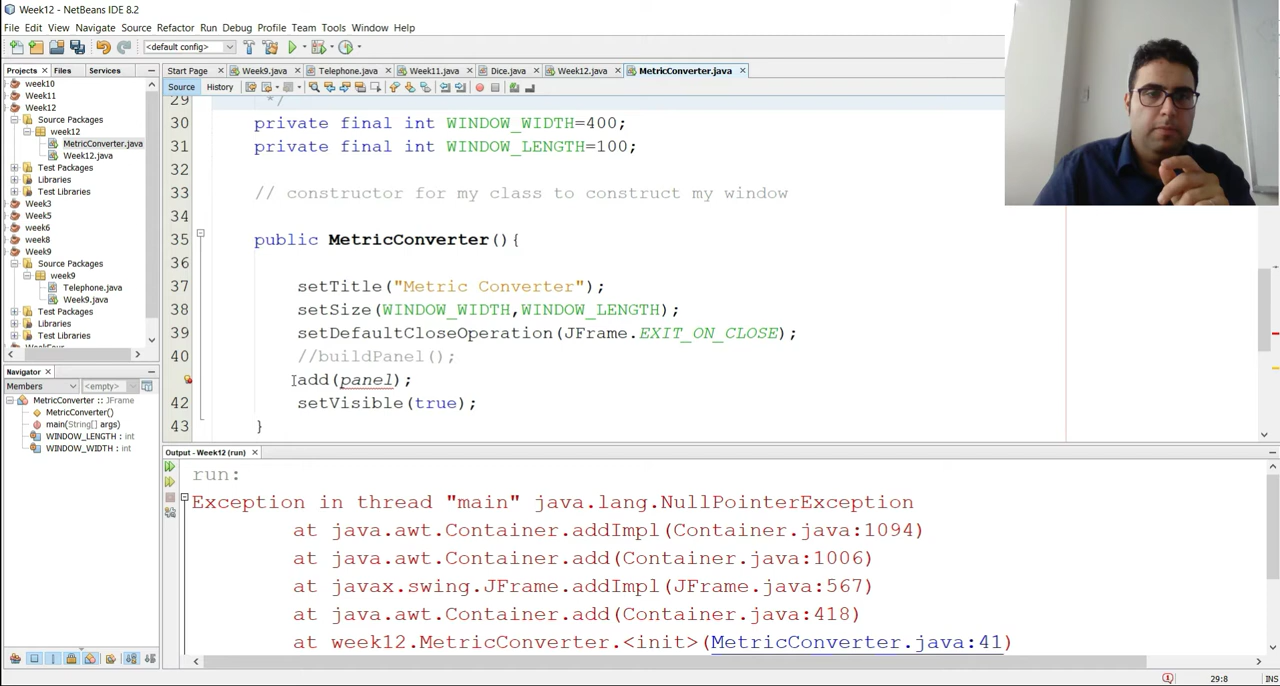 Week12 - NetBeans IDE 8.2
File Edit View Navigate Source Refactor Run Debug Profile Team Tools Window Help
<default config>
Projects Files Services
Start Page Week9.java Telephone.java Week11.java Dice.java Week12.java MetricConverter.java
Source History
week10
Week11
Week12
Source Packages
week12
MetricConverter.java
Week12.java
Test Packages
Libraries
Test Libraries
Week3
Week5
week6
week8
Week9
Source Packages
week9
Telephone.java
Week9.java
Test Packages
Libraries
Test Libraries
29 */
30 private final int WINDOW_WIDTH=400;
31 private final int WINDOW_LENGTH=100;
32
33 // constructor for my class to construct my window
34
35 public MetricConverter(){
36
37 setTitle("Metric Converter");
38 setSize(WINDOW_WIDTH,WINDOW_LENGTH);
39 setDefaultCloseOperation(JFrame.EXIT_ON_CLOSE);
40 //buildPanel();
add(panel);
42 setVisible(true);
43 }
Navigator
Members <empty>
MetricConverter :: JFrame
MetricConverter()
main(String[] args)
WINDOW_LENGTH : int
WINDOW_WIDTH : int
Output - Week12 (run)
run:
Exception in thread "main" java.lang.NullPointerException
at java.awt.Container.addImpl(Container.java:1094)
at java.awt.Container.add(Container.java:1006)
at javax.swing.JFrame.addImpl(JFrame.java:567)
at java.awt.Container.add(Container.java:418)
at week12.MetricConverter.<init>(MetricConverter.java:41)
29:8 INS